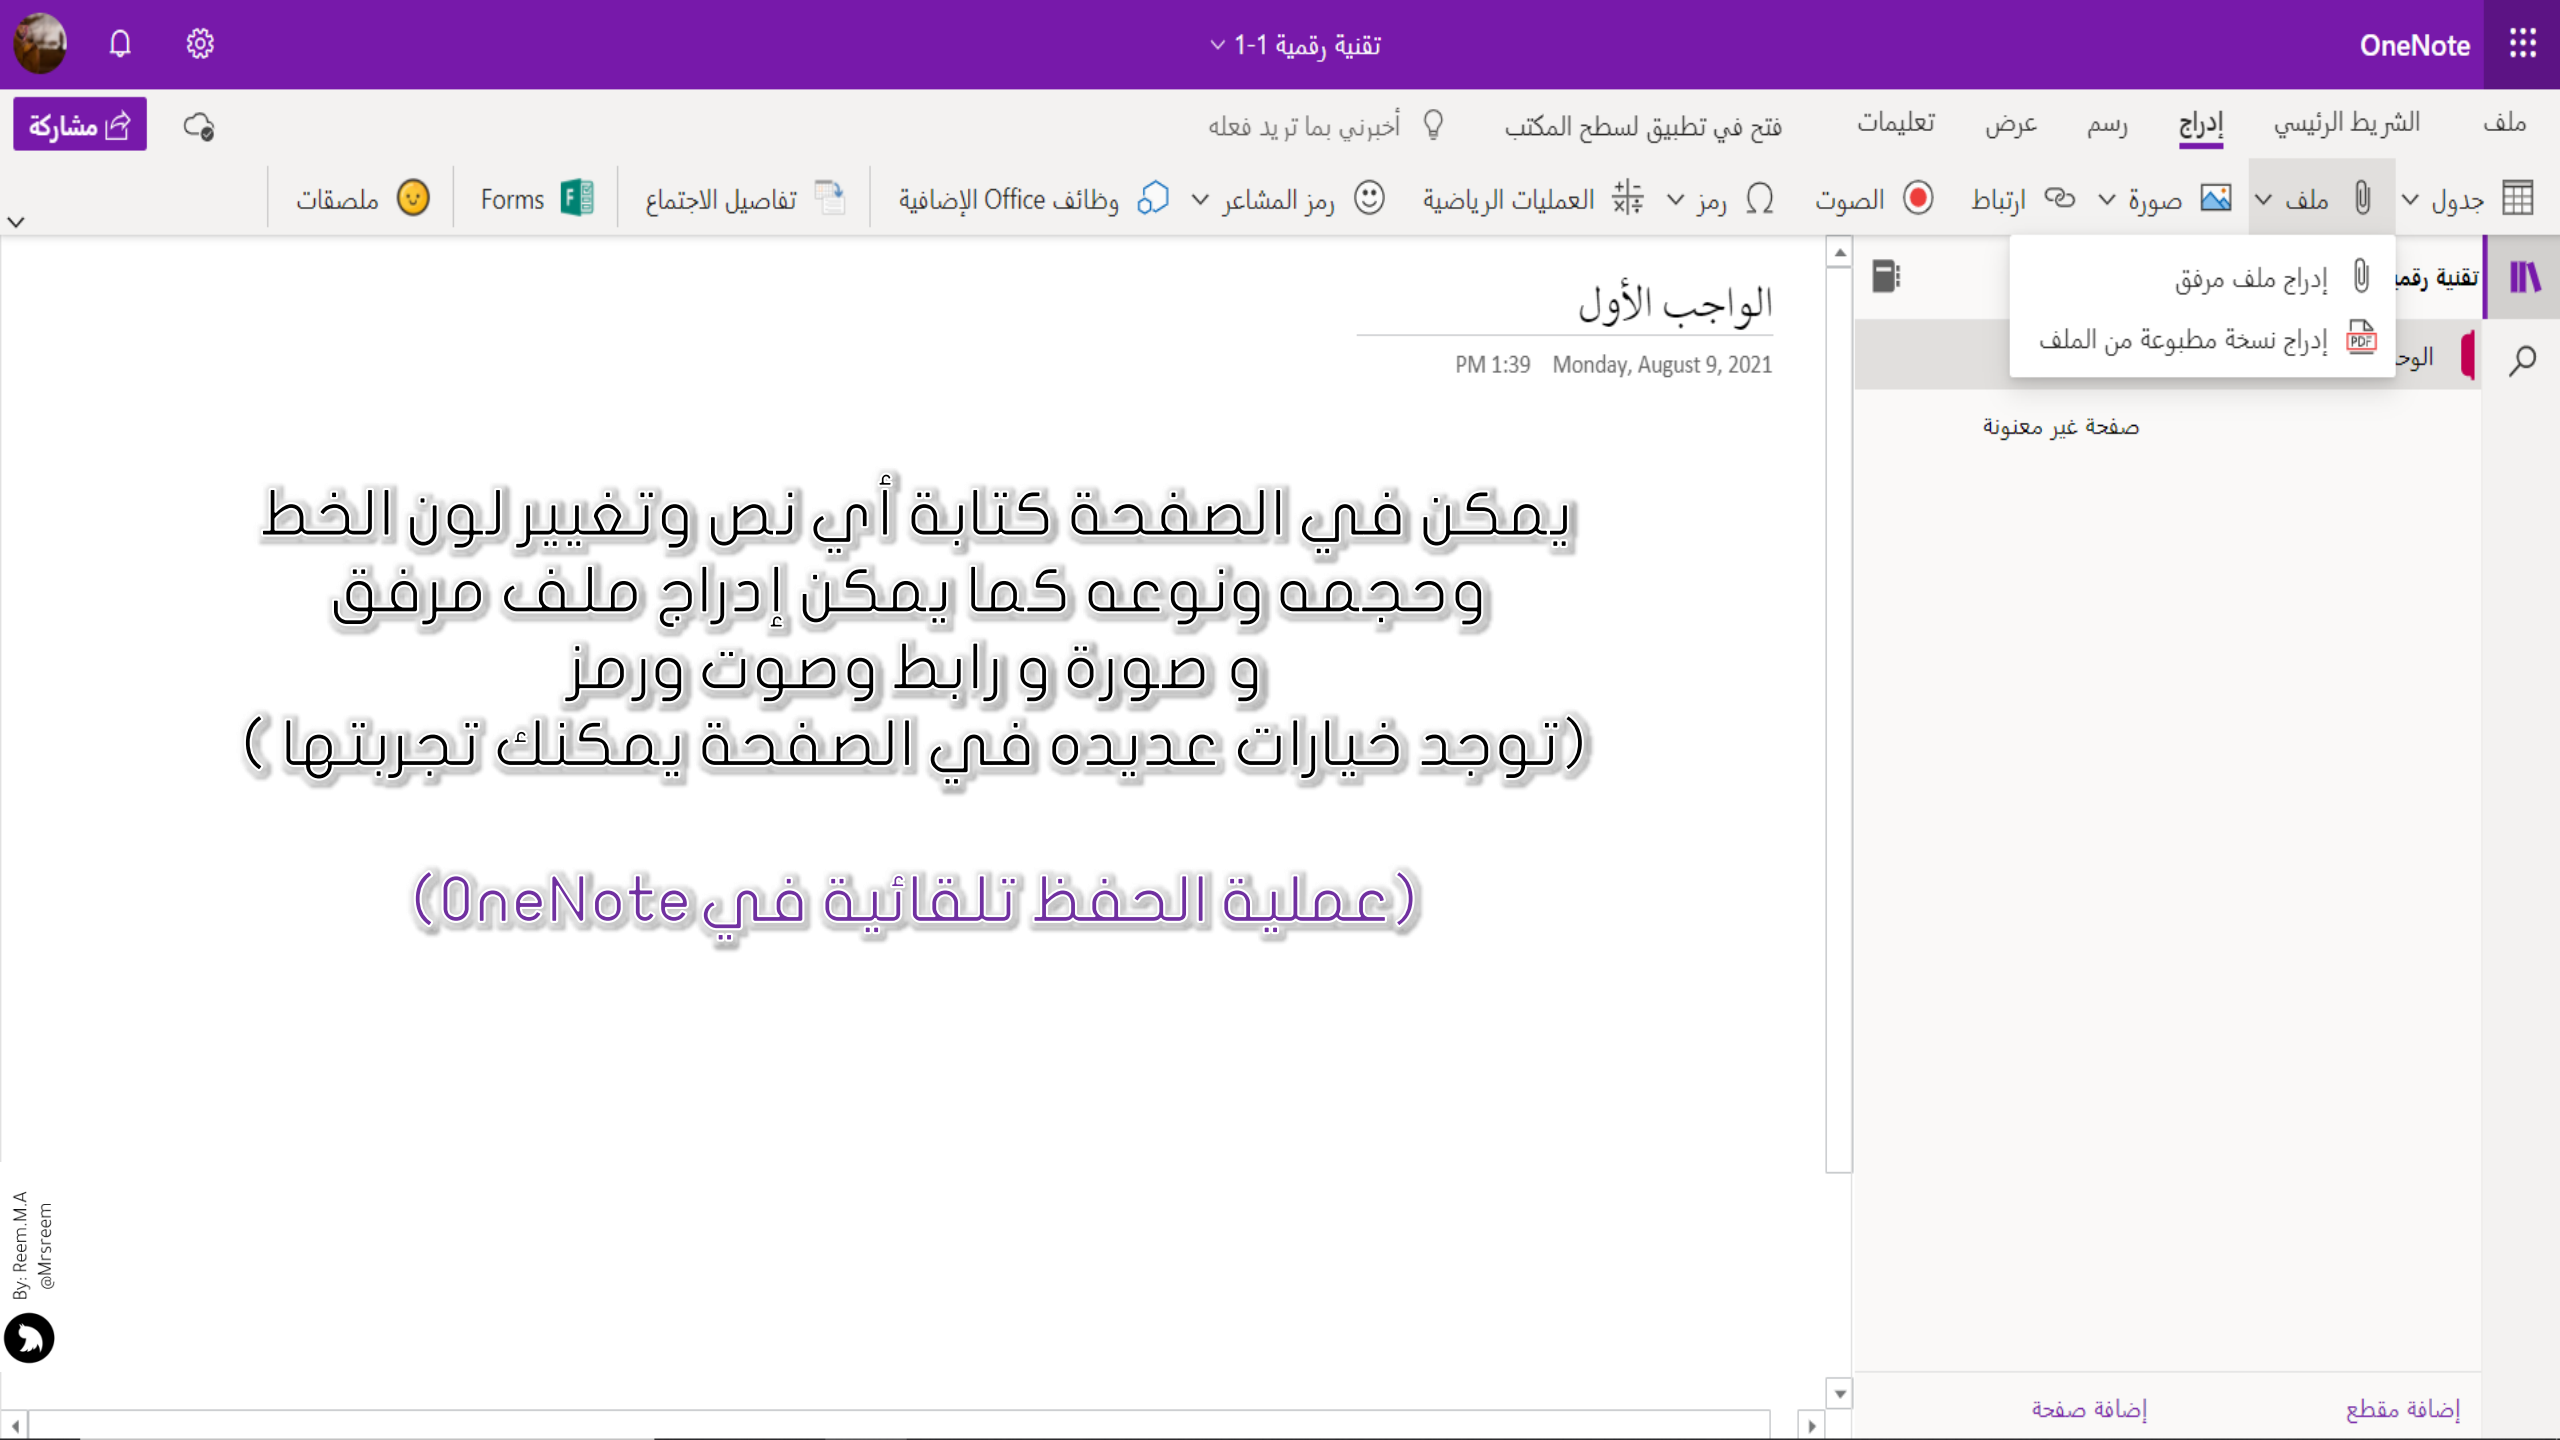 OneNote
تقنية رقمية 1-1
ملف
الشريط الرئيسي
إدراج
رسم
عرض
تعليمات
فتح في تطبيق لسطح المكتب
أخبرني بما تريد فعله
مشاركة
جدول
ملف
صورة
ارتباط
الصوت
رمز
العمليات الرياضية
رمز المشاعر
وظائف Office الإضافية
تفاصيل الاجتماع
Forms
ملصقات
إدراج ملف مرفق
إدراج نسخة مطبوعة من الملف
تقنية رقمي
الوح
صفحة غير معنونة
الواجب الأول
Monday, August 9, 2021 1:39 PM
يمكن في الصفحة كتابة أي نص وتغيير لون الخط
وحجمه ونوعه كما يمكن إدراج ملف مرفق
و صورة و رابط وصوت ورمز
(توجد خيارات عديده في الصفحة يمكنك تجربتها )
(عملية الحفظ تلقائية في OneNote)
By: Reem.M.A
@Mrsreem
إضافة مقطع
إضافة صفحة
PDF